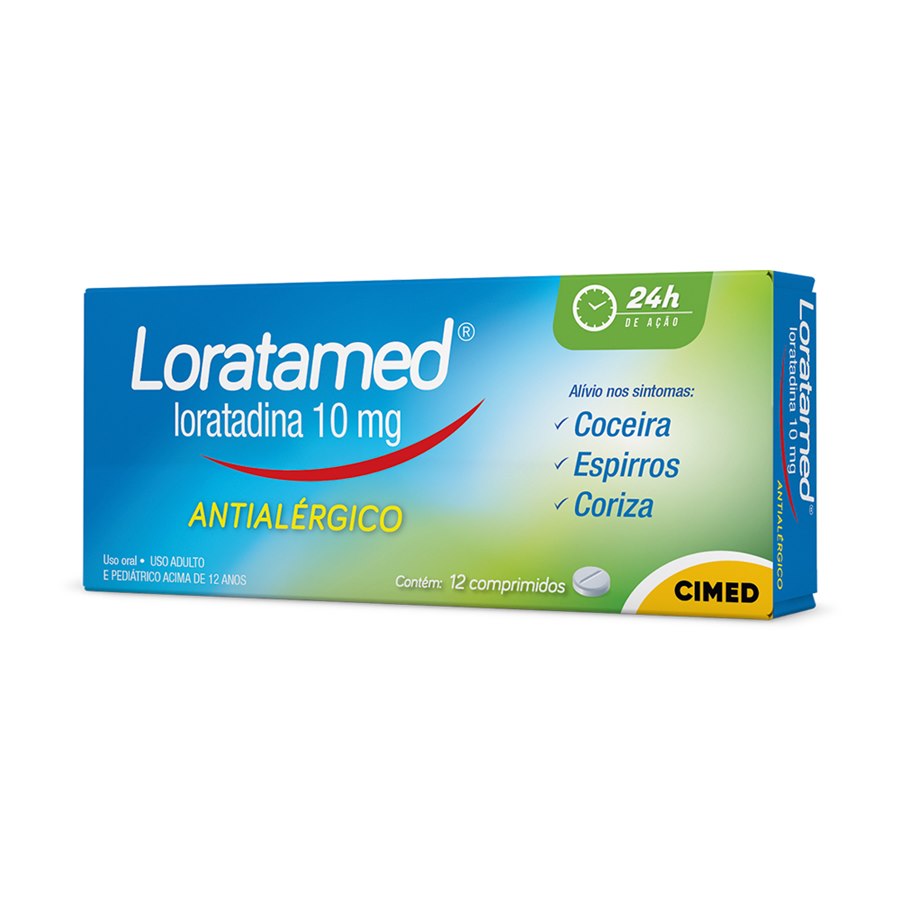 Loratamed®
loratadina 10 mg
ANTIALÉRGICO
Uso oral • USO ADULTO
E PEDIÁTRICO ACIMA DE 12 ANOS
24h
DE AÇÃO
Alívio nos sintomas:
✓ Coceira
✓ Espirros
✓ Coriza
Contém: 12 comprimidos
CIMED
Loratamed®
loratadina 10 mg
ANTIALÉRGICO